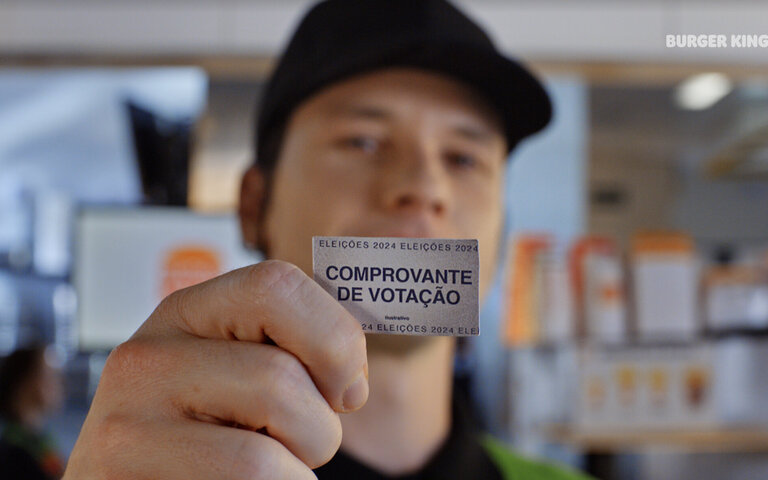 BURGER KING
ELEIÇÕES 2024 ELEIÇÕES 2024
COMPROVANTE
DE VOTAÇÃO
Ilustrativo
24 ELEIÇÕES 2024 ELE